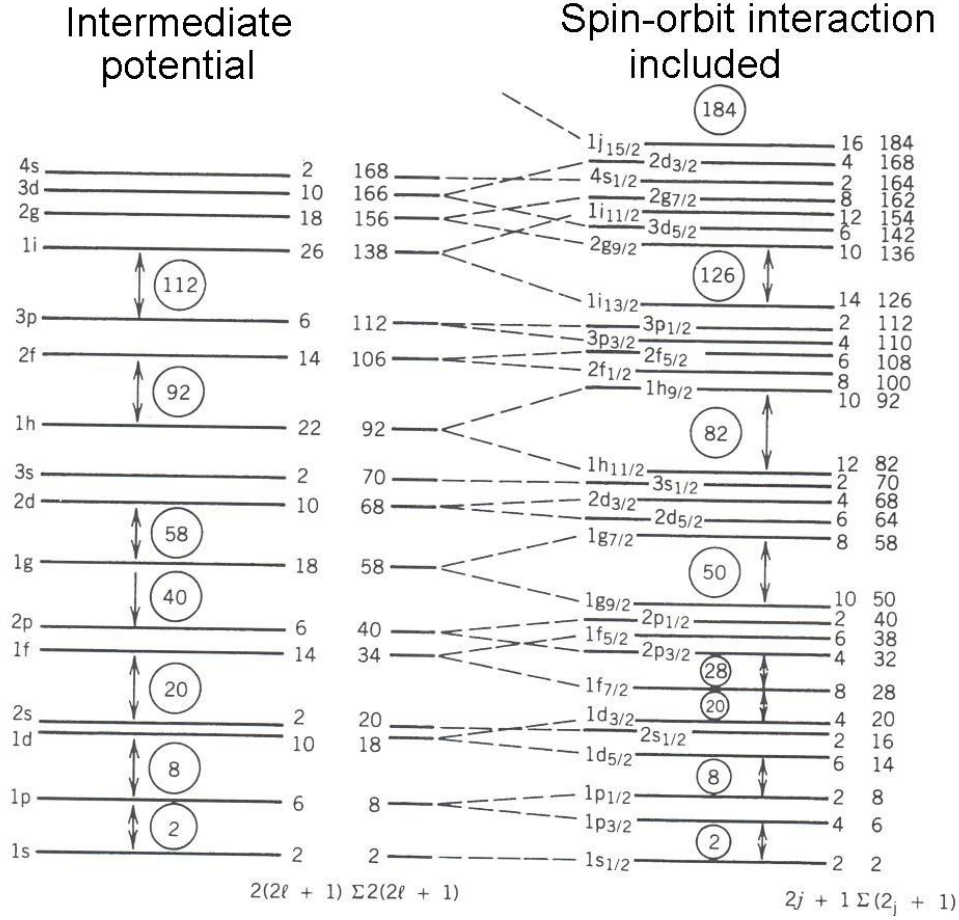 Intermediate
potential
Spin-orbit interaction
included
184
1j15/2 16 184
4s 2 168
2d3/2 4 168
3d 10 166
4s1/2 2 164
2g 18 156
2g7/2 8 162
1i11/2 12 154
1i 26 138
3d5/2 6 142
2g9/2 10 136
112
126
1i13/2 14 126
3p 6 112
3p1/2 2 112
3p3/2 4 110
2f 14 106
2f5/2 6 108
2f1/2 8 100
92
1h9/2 10 92
1h 22 92
82
1h11/2 12 82
3s 2 70
3s1/2 2 70
2d 10 68
2d3/2 4 68
2d5/2 6 64
58
1g7/2 8 58
1g 18 58
50
40
1g9/2 10 50
2p 6 40
2p1/2 2 40
1f5/2 6 38
1f 14 34
2p3/2 4 32
28
20
1f7/2 8 28
20
2s 2 20
1d3/2 4 20
1d 10 18
2s1/2 2 16
1d5/2 6 14
8
8
1p 6 8
1p1/2 2 8
1p3/2 4 6
2
2
1s 2 2
1s1/2 2 2
2(2ℓ + 1) Σ2(2ℓ + 1)
2j + 1 Σ(2j + 1)